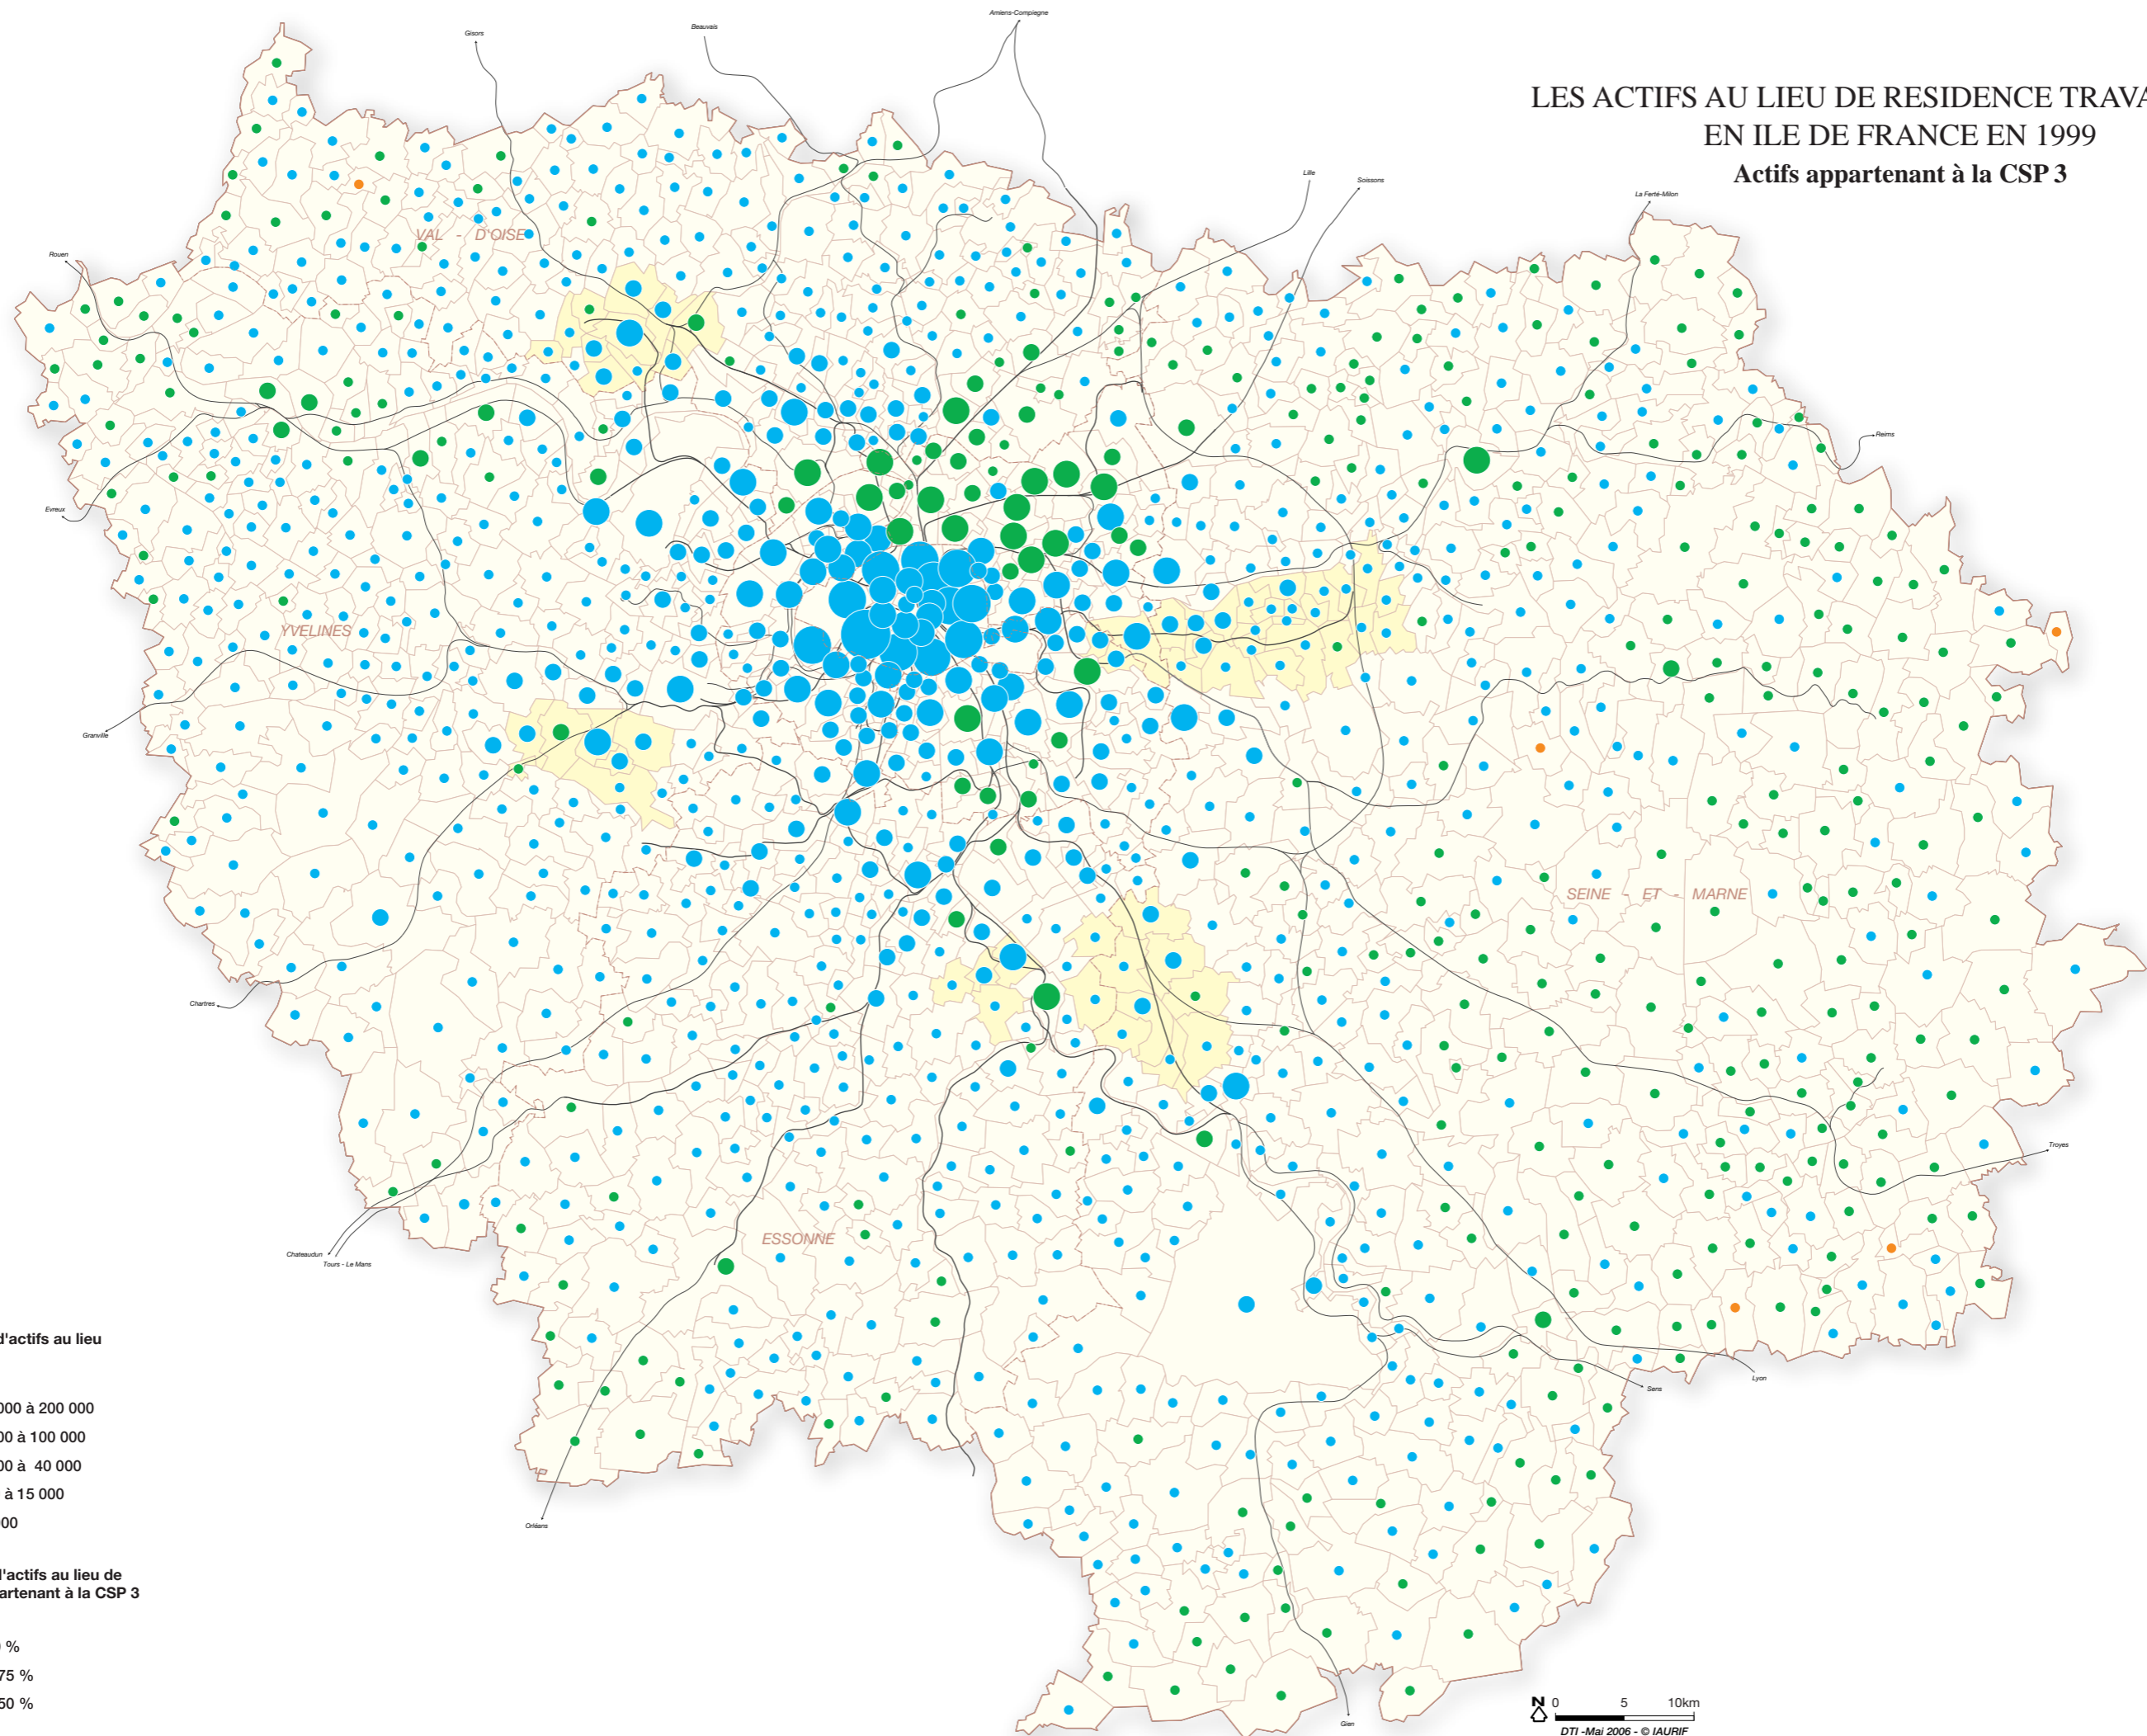 Amiens-Compiegne
Beauvais
Gisors
LES ACTIFS AU LIEU DE RESIDENCE TRAVA
EN ILE DE FRANCE EN 1999
Actifs appartenant à la CSP 3
Lille
Soissons
La Ferté-Milon
VAL - D'OISE
Rouen
Reims
Evreux
YVELINES
Granville
SEINE - ET - MARNE
Chartres
Troyes
ESSONNE
Chateaudun
Tours - Le Mans
d'actifs au lieu
Lyon
Sens
000 à 200 000
00 à 100 000
00 à 40 000
à 15 000
000
Orléans
d'actifs au lieu de
artenant à la CSP 3
%
75 %
50 %
N 0 5 10km
Gien
DTI -Mai 2006 - © IAURIF